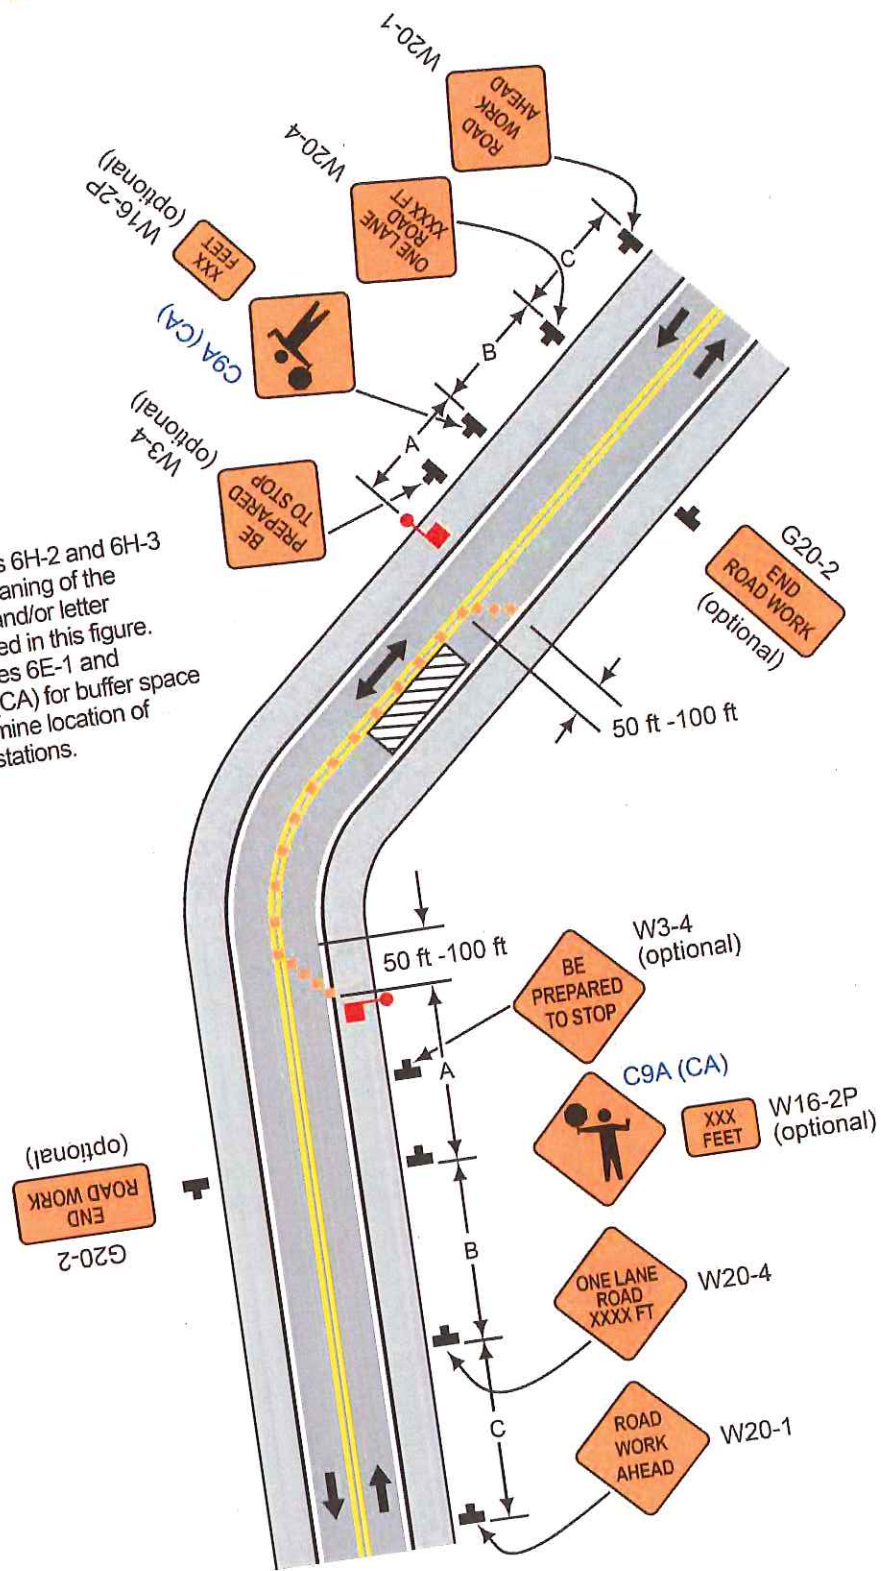 W20-1
ROAD
WORK
AHEAD
W20-4
ONE LANE
ROAD
XXXX FT
W16-2P
(optional)
XXX
FEET
C9A (CA)
W3-4
(optional)
BE
PREPARED
TO STOP
C
B
A
s 6H-2 and 6H-3
aning of the
and/or letter
ed in this figure.
es 6E-1 and
CA) for buffer space
mine location of
stations.
G20-2
END
ROAD WORK
(optional)
50 ft -100 ft
50 ft -100 ft
W3-4
(optional)
BE
PREPARED
TO STOP
A
C9A (CA)
XXX
FEET
W16-2P
(optional)
(optional)
END
ROAD WORK
G20-2
B
ONE LANE
ROAD
XXXX FT
W20-4
C
ROAD
WORK
AHEAD
W20-1